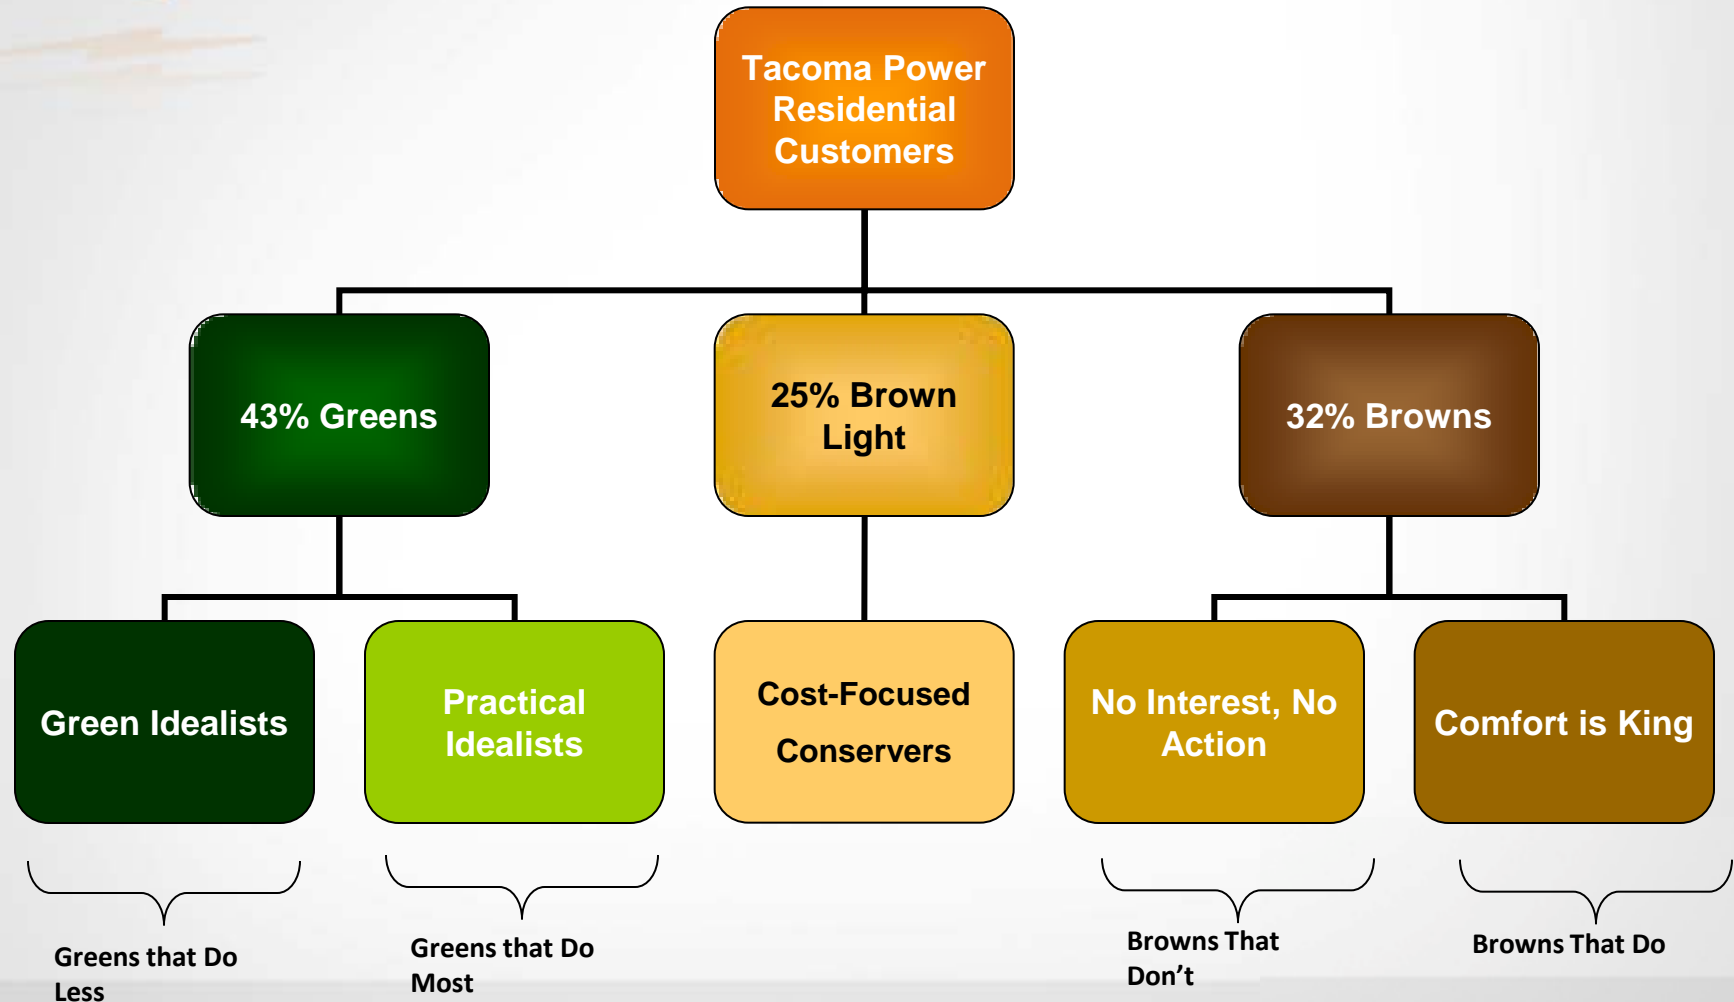 Tacoma Power
Residential
Customers
43% Greens
25% Brown
Light
32% Browns
Green Idealists
Practical
Idealists
Cost-Focused
Conservers
No Interest, No
Action
Comfort is King
Greens that Do
Less
Greens that Do
Most
Browns That
Don’t
Browns That Do